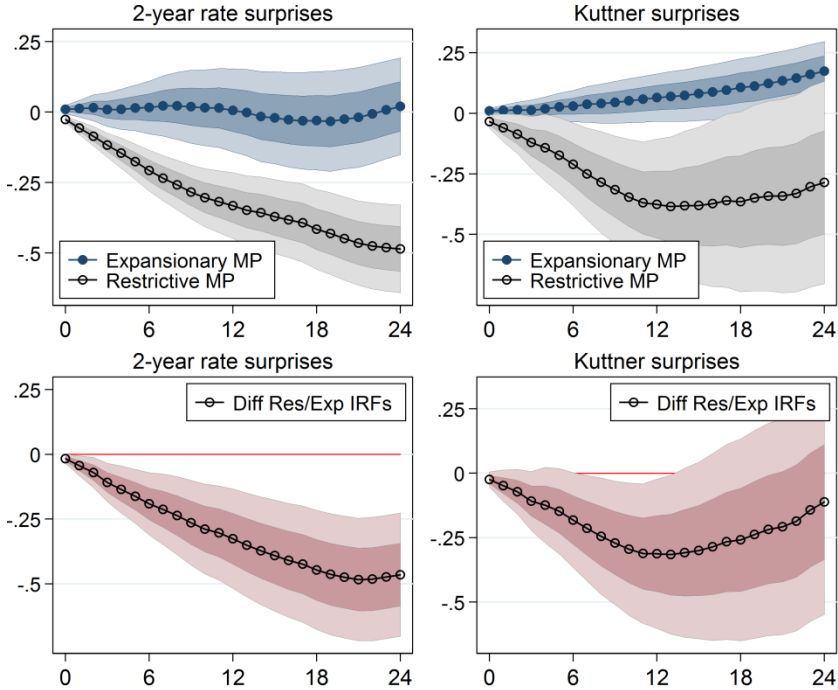 2-year rate surprises
.25
0
-.25
-.5
Expansionary MP
Restrictive MP
0 6 12 18 24
Kuttner surprises
.25
0
-.25
-.5
Expansionary MP
Restrictive MP
0 6 12 18 24
2-year rate surprises
.25
0
-.25
-.5
Diff Res/Exp IRFs
0 6 12 18 24
Kuttner surprises
.25
0
-.25
-.5
Diff Res/Exp IRFs
0 6 12 18 24